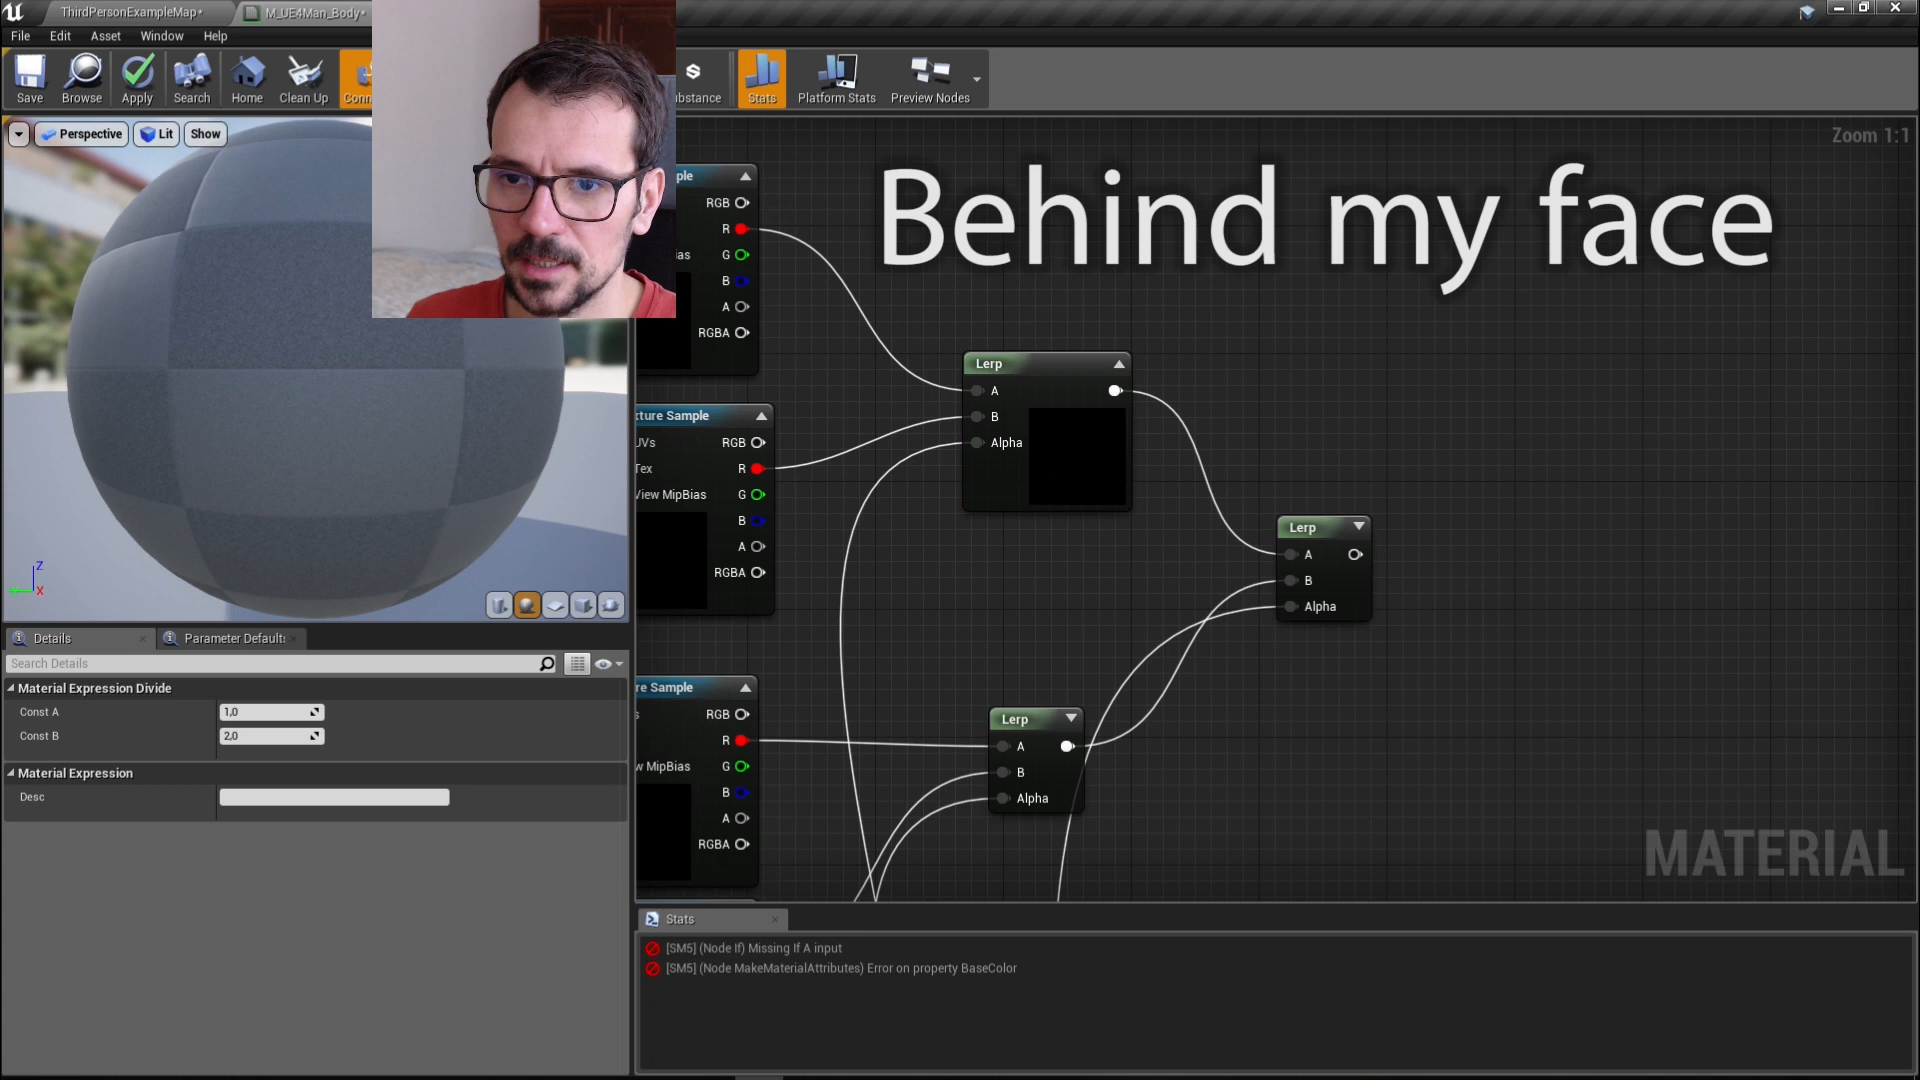 ThirdPersonExampleMap*
M_UE4Man_Body*
File Edit Asset Window Help
Save Browse Apply Search Home Clean Up Conn ubstance Stats Platform Stats Preview Nodes
Perspective Lit Show
Zoom 1:1
Behind my face
ple
RGB
R
ias G
B
A
RGBA
Lerp
A
B
Alpha
xture Sample
UVs RGB
Tex R
View MipBias G
B
A
RGBA
Lerp
A
B
Alpha
re Sample
s RGB
R
w MipBias G
B
A
RGBA
Lerp
A
B
Alpha
MATERIAL
Z
X
Details
Parameter Default
Search Details
Material Expression Divide
Const A 1,0
Const B 2,0
Material Expression
Desc
Stats
[SM5] (Node If) Missing If A input
[SM5] (Node MakeMaterialAttributes) Error on property BaseColor